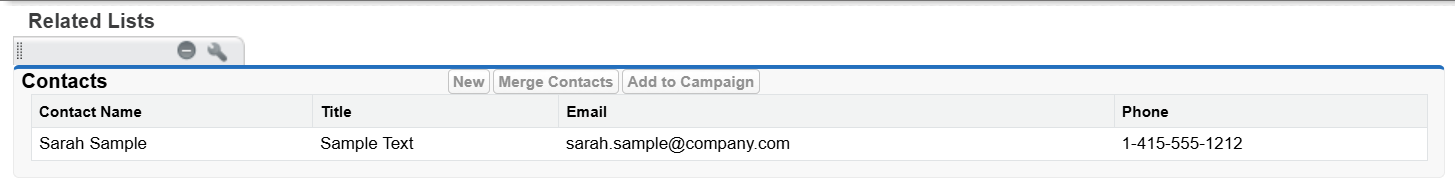 Related Lists
Contacts New Merge Contacts Add to Campaign
Contact Name Title Email Phone
Sarah Sample Sample Text sarah.sample@company.com 1-415-555-1212